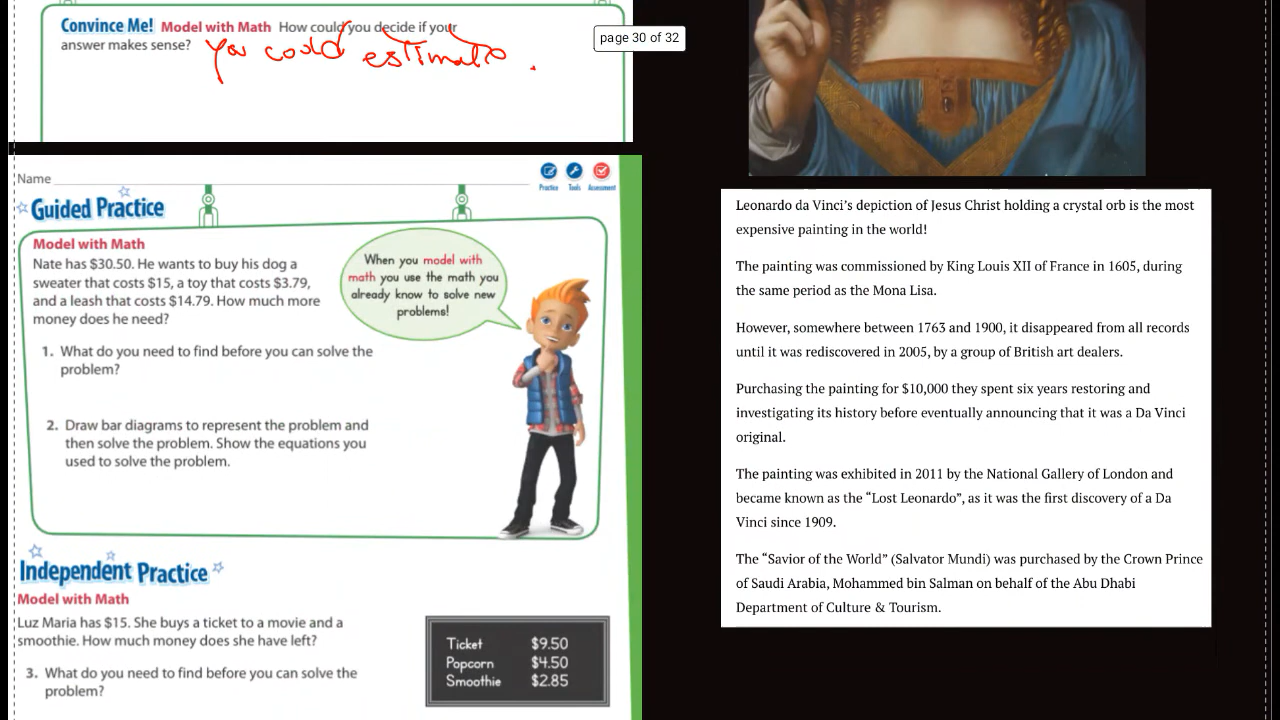 Convince Me! Model with Math How could you decide if your
answer makes sense?
You could estimate.
page 30 of 32
Name
Practice Tools Assessment
Guided Practice
Model with Math
Nate has $30.50. He wants to buy his dog a
sweater that costs $15, a toy that costs $3.79,
and a leash that costs $14.79. How much more
money does he need?
When you model with
math you use the math you
already know to solve new
problems!
1. What do you need to find before you can solve the
problem?
2. Draw bar diagrams to represent the problem and
then solve the problem. Show the equations you
used to solve the problem.
Independent Practice
Model with Math
Luz Maria has $15. She buys a ticket to a movie and a
smoothie. How much money does she have left?
Ticket $9.50
Popcorn $4.50
Smoothie $2.85
3. What do you need to find before you can solve the
problem?
Leonardo da Vinci's depiction of Jesus Christ holding a crystal orb is the most
expensive painting in the world!
The painting was commissioned by King Louis XII of France in 1605, during
the same period as the Mona Lisa.
However, somewhere between 1763 and 1900, it disappeared from all records
until it was rediscovered in 2005, by a group of British art dealers.
Purchasing the painting for $10,000 they spent six years restoring and
investigating its history before eventually announcing that it was a Da Vinci
original.
The painting was exhibited in 2011 by the National Gallery of London and
became known as the “Lost Leonardo”, as it was the first discovery of a Da
Vinci since 1909.
The “Savior of the World” (Salvator Mundi) was purchased by the Crown Prince
of Saudi Arabia, Mohammed bin Salman on behalf of the Abu Dhabi
Department of Culture & Tourism.